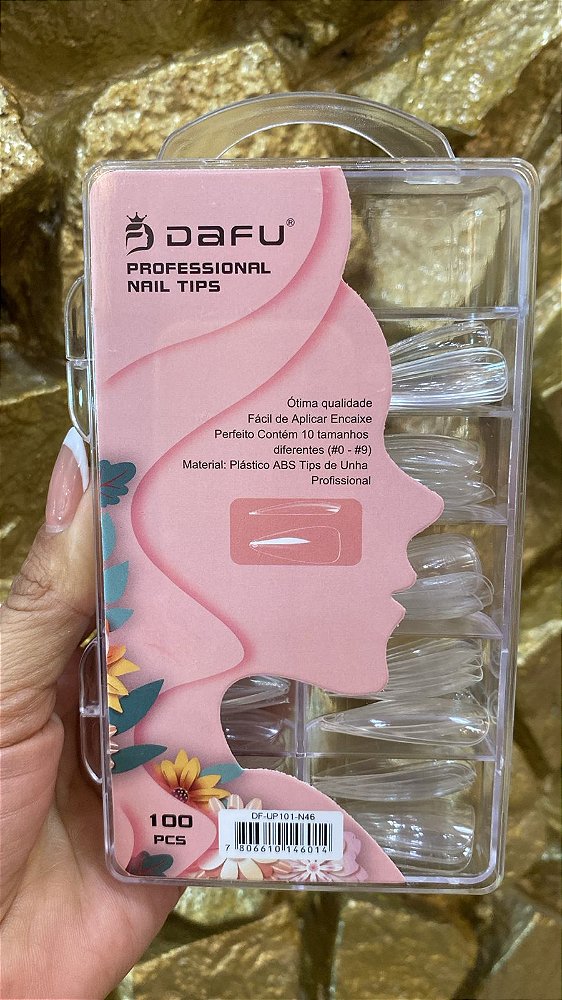 DAFU®
PROFESSIONAL
NAIL TIPS
Ótima qualidade
Fácil de Aplicar Encaixe
Perfeito Contém 10 tamanhos
diferentes (#0 - #9)
Material: Plástico ABS Tips de Unha
Profissional
100
PCS
DF-UP101-N46
7 806610 146014